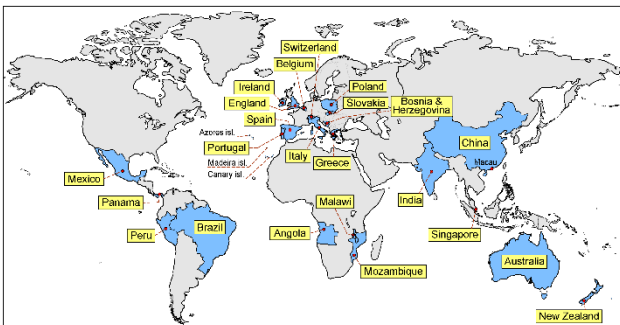 Switzerland
Belgium
Ireland
Poland
England
Slovakia
Bosnia &
Herzegovina
Spain
Azores isl.
China
Portugal
Macau
Madeira isl.
Italy
Greece
Canary isl.
Mexico
India
Panama
Malawi
Peru
Brazil
Angota
Singapore
Australia
Mozambique
New Zealand